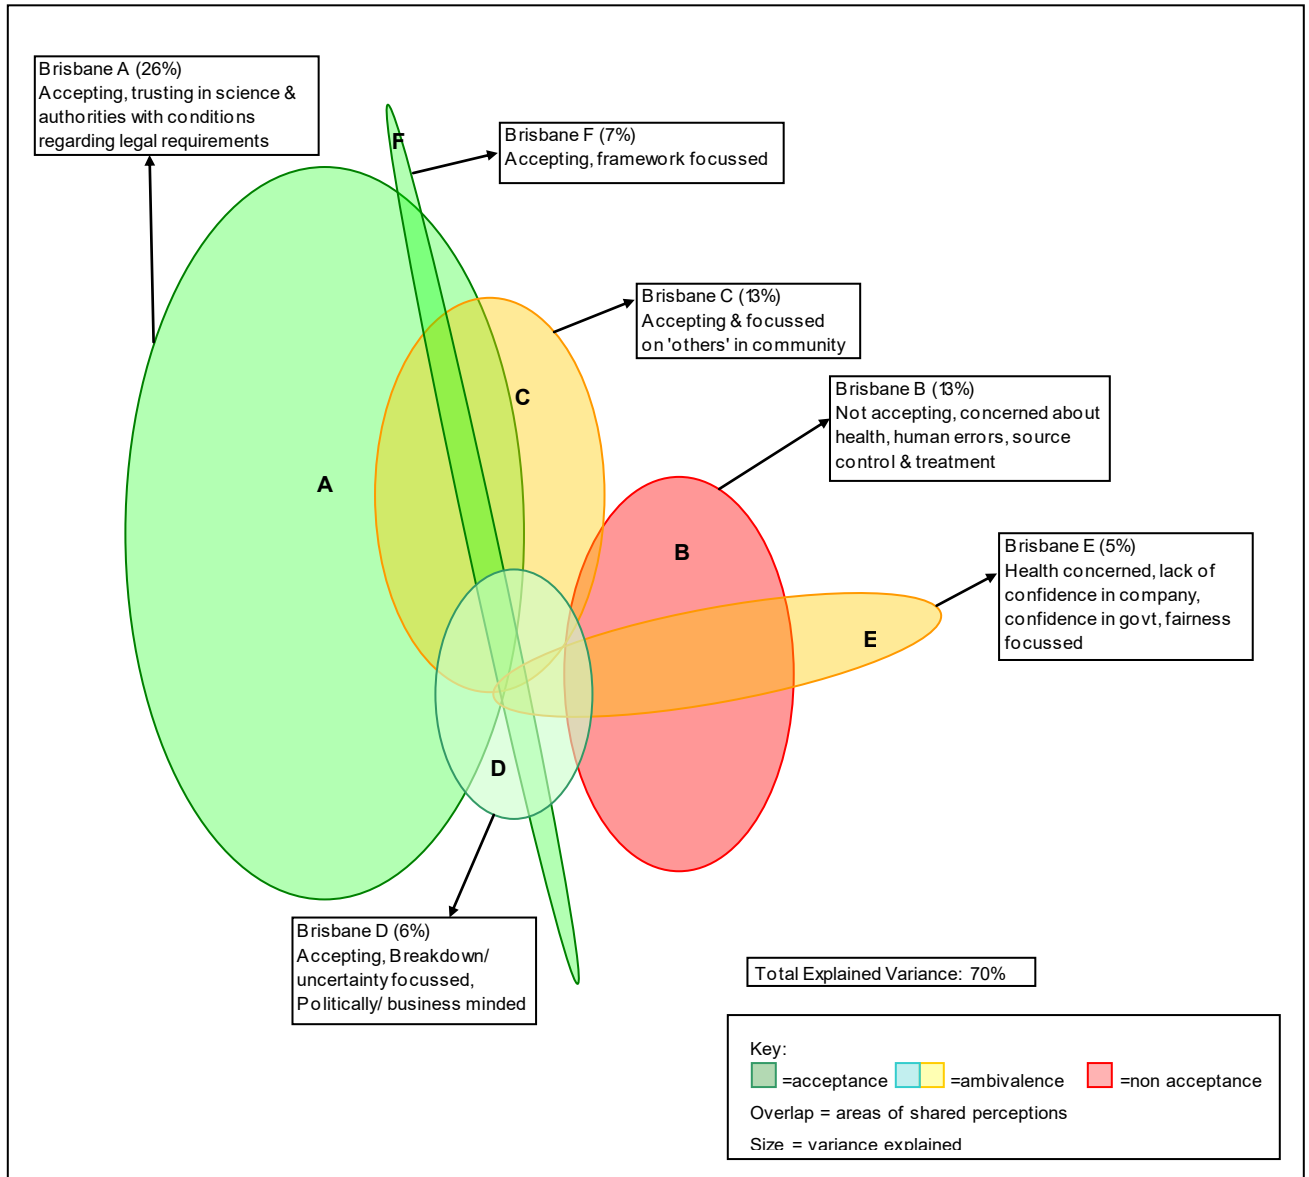 Brisbane A (26%)
Accepting, trusting in science &
authorities with conditions
regarding legal requirements
F
Brisbane F (7%)
Accepting, framework focussed
Brisbane C (13%)
Accepting & focussed
on 'others' in community
C
Brisbane B (13%)
Not accepting, concerned about
health, human errors, source
control & treatment
A
B
Brisbane E (5%)
Health concerned, lack of
confidence in company,
confidence in govt, fairness
focussed
E
D
Brisbane D (6%)
Accepting, Breakdown/
uncertainty focussed,
Politically/ business minded
Total Explained Variance: 70%
Key:
=acceptance =ambivalence =non acceptance
Overlap = areas of shared perceptions
Size = variance explained